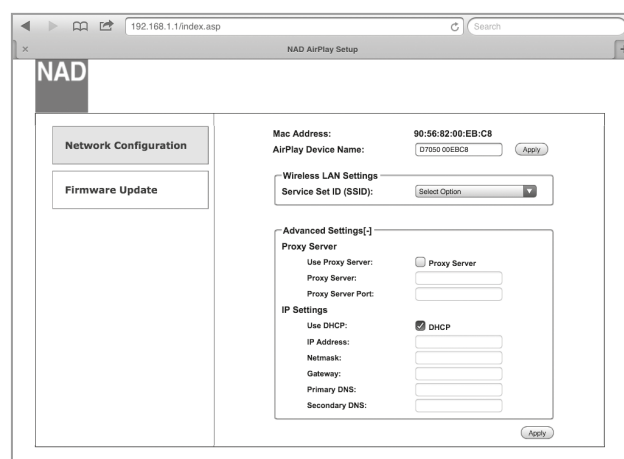 192.168.1.1/index.asp
Search
NAD AirPlay Setup
NAD
Network Configuration
Firmware Update
Mac Address: 90:56:82:00:EB:C8
AirPlay Device Name: D7050 00EBC8 Apply
Wireless LAN Settings
Service Set ID (SSID): Select Option
Advanced Settings[-]
Proxy Server
Use Proxy Server: Proxy Server
Proxy Server:
Proxy Server Port:
IP Settings
Use DHCP: DHCP
IP Address:
Netmask:
Gateway:
Primary DNS:
Secondary DNS:
Apply